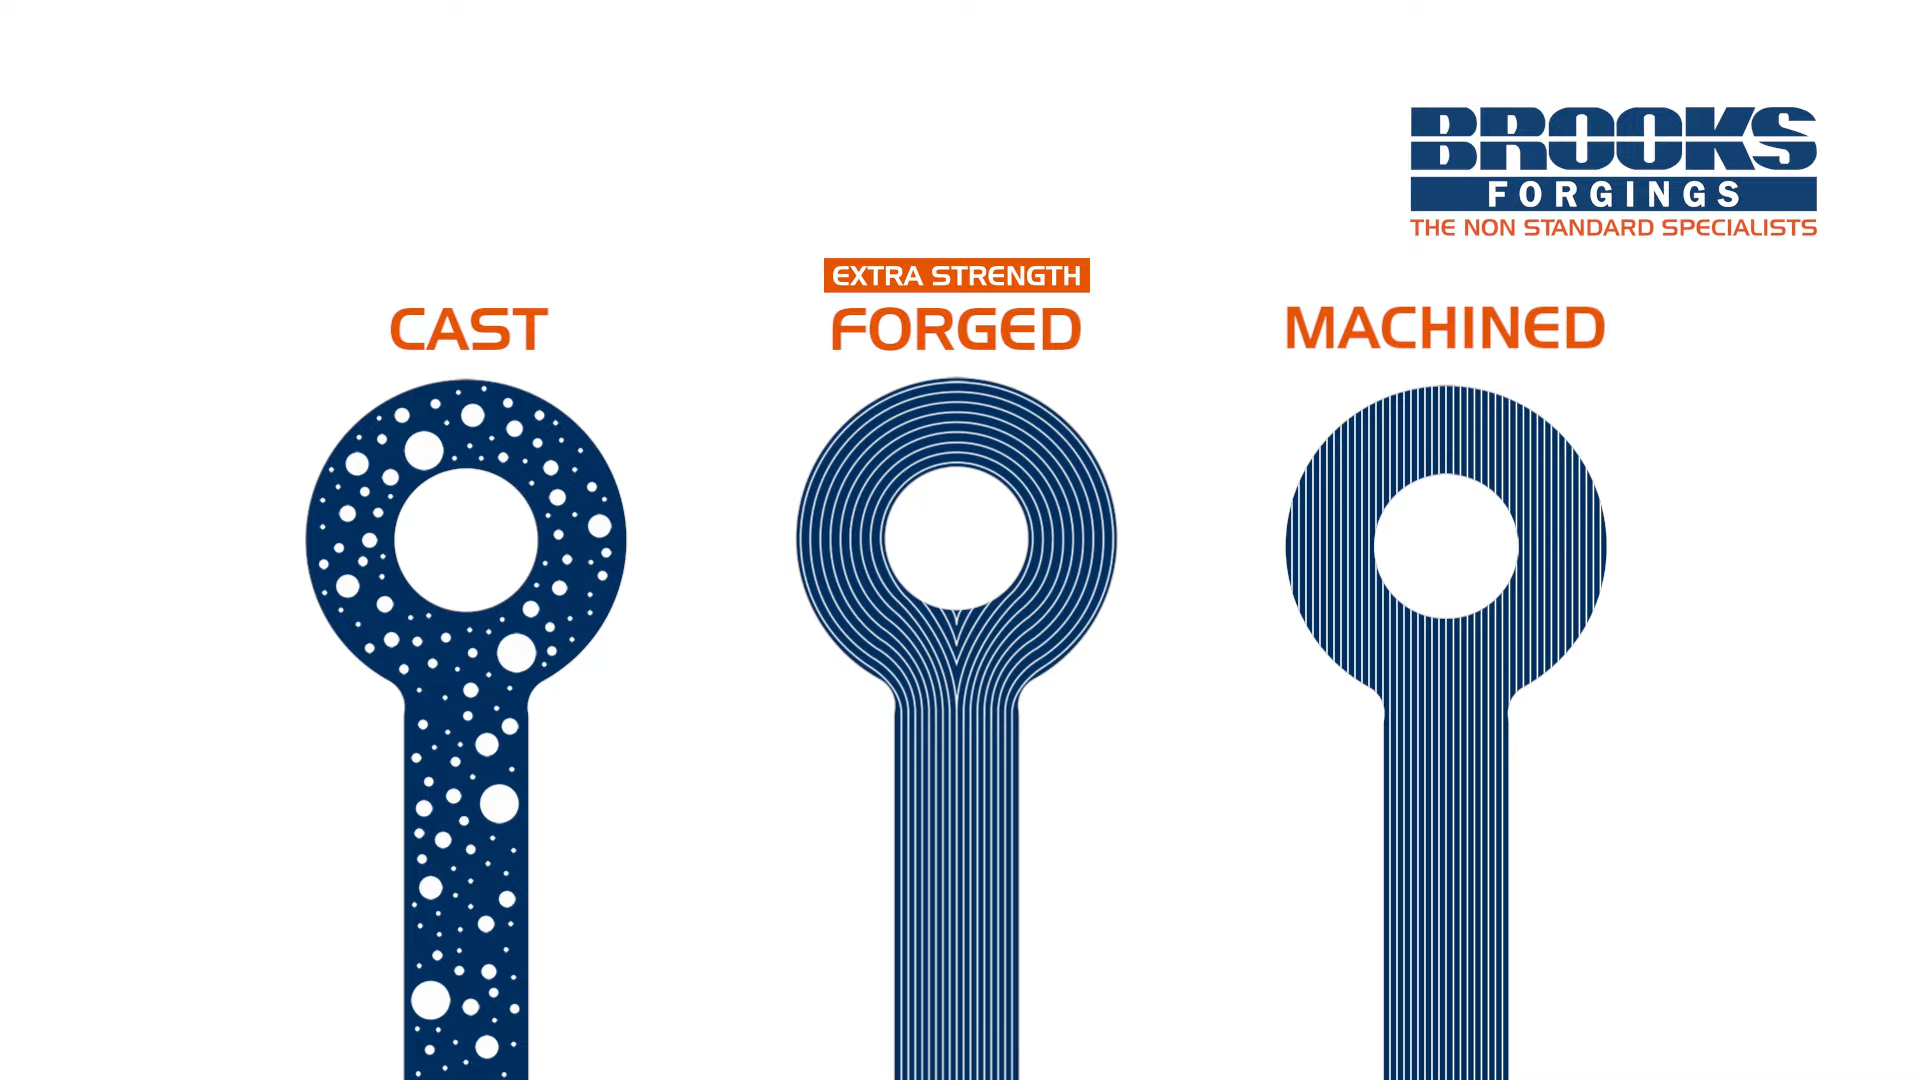 BROOKS
FORGINGS
THE NON STANDARD SPECIALISTS
EXTRA STRENGTH
CAST
FORGED
MACHINED